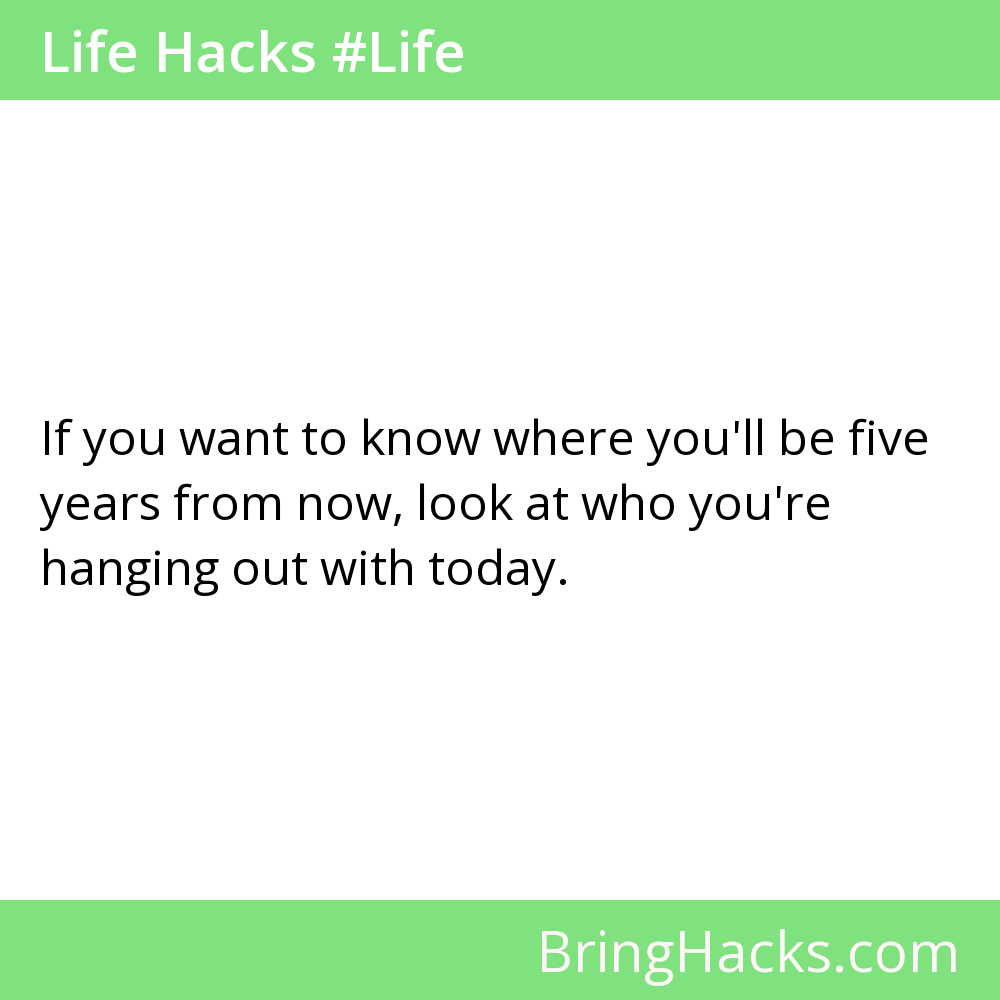 Life Hacks #Life
If you want to know where you'll be five
years from now, look at who you're
hanging out with today.
BringHacks.com